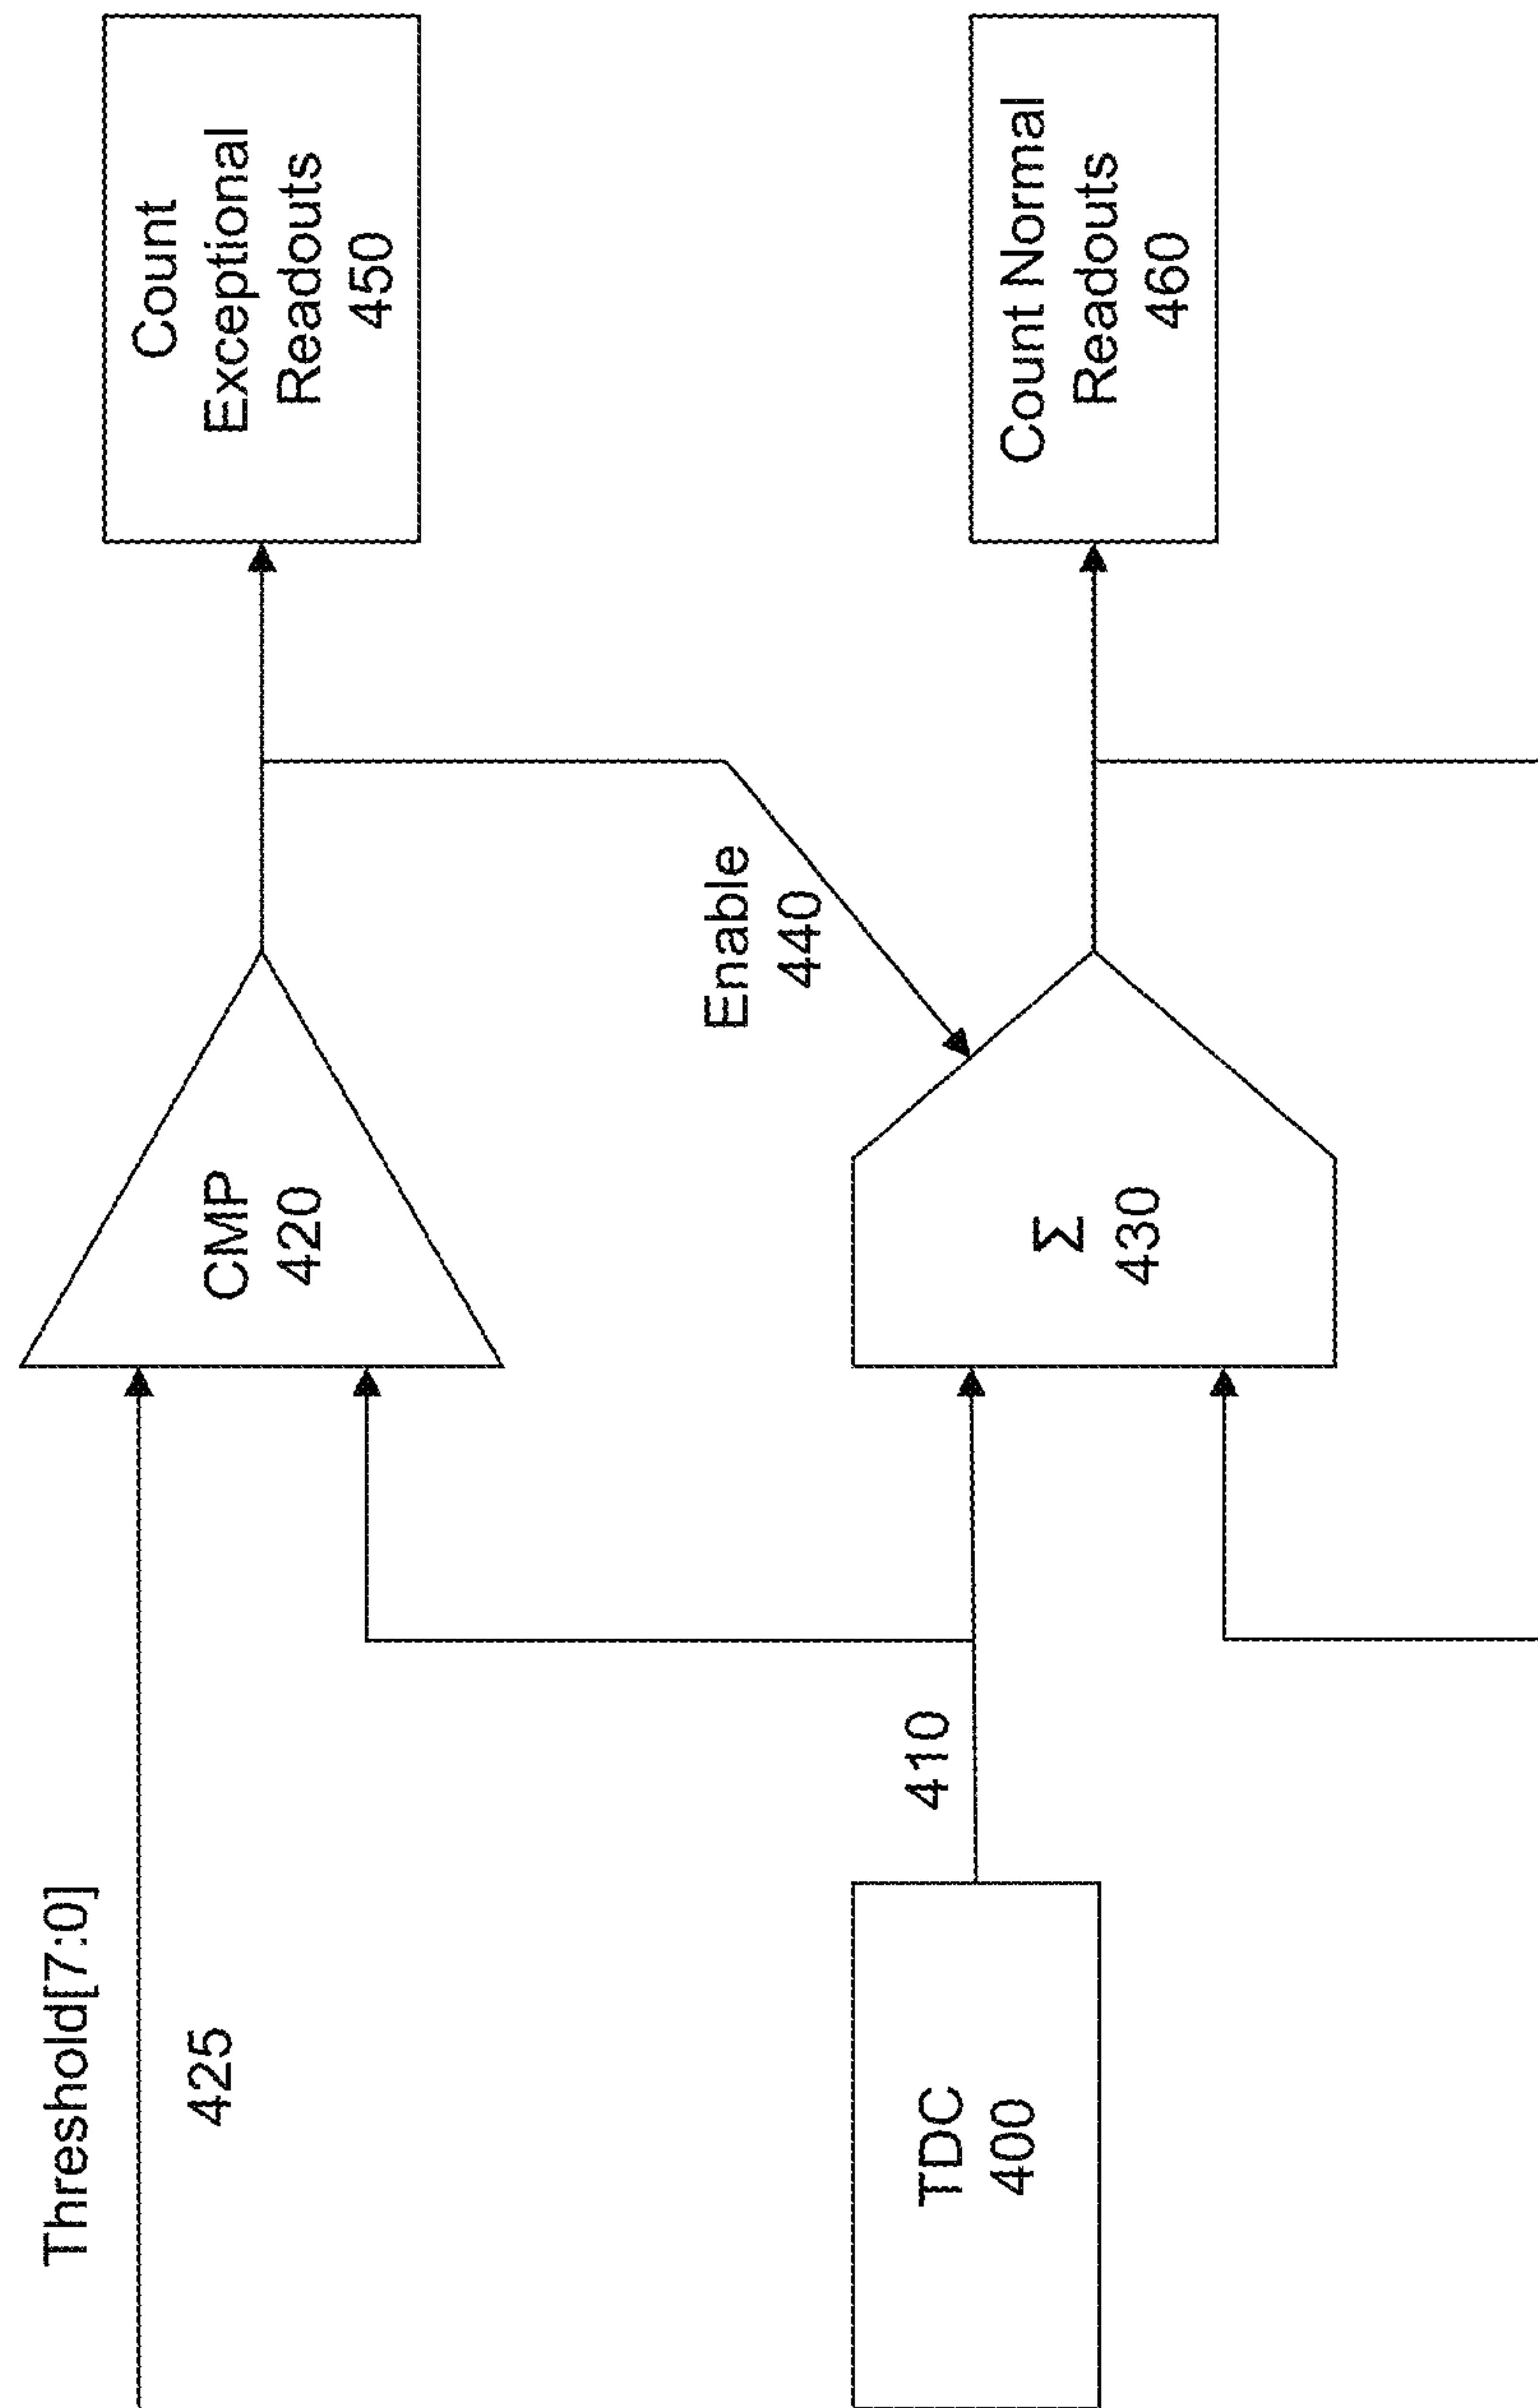 Threshold[7:0]
425
CMP
420
Count
Exceptional
Readouts
450
Enable
440
TDC
400
410
Σ
430
Count Normal
Readouts
460